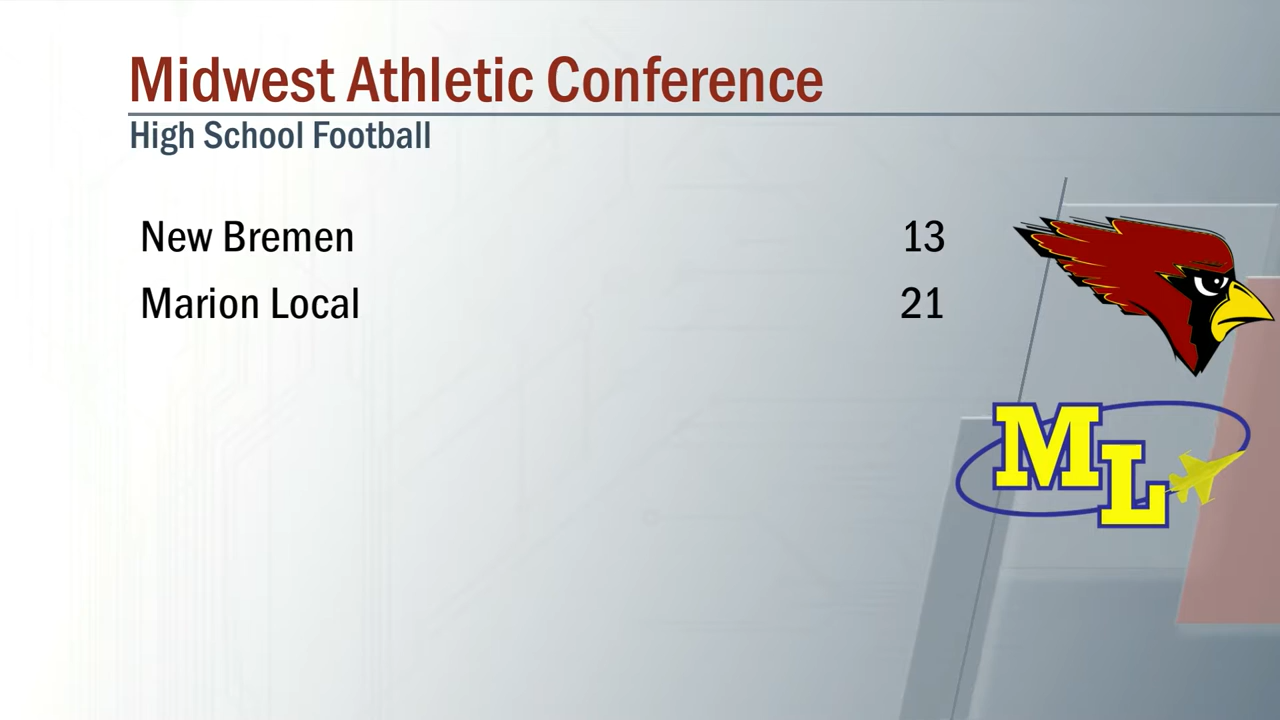 Midwest Athletic Conference
High School Football
New Bremen 13
Marion Local 21
ML